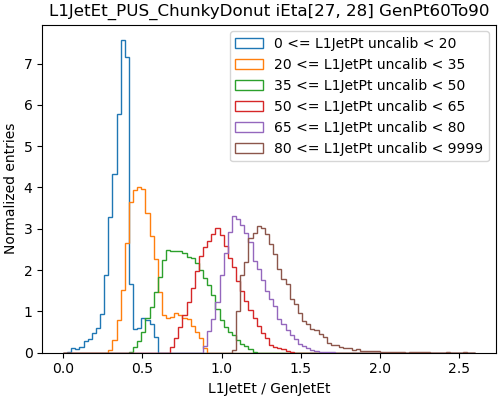 L1JetEt_PUS_ChunkyDonut iEta[27, 28] GenPt60To90
0 <= L1JetPt uncalib < 20
20 <= L1JetPt uncalib < 35
35 <= L1JetPt uncalib < 50
50 <= L1JetPt uncalib < 65
65 <= L1JetPt uncalib < 80
80 <= L1JetPt uncalib < 9999
Normalized entries
7
6
5
4
3
2
1
0
0.0 0.5 1.0 1.5 2.0 2.5
L1JetEt / GenJetEt